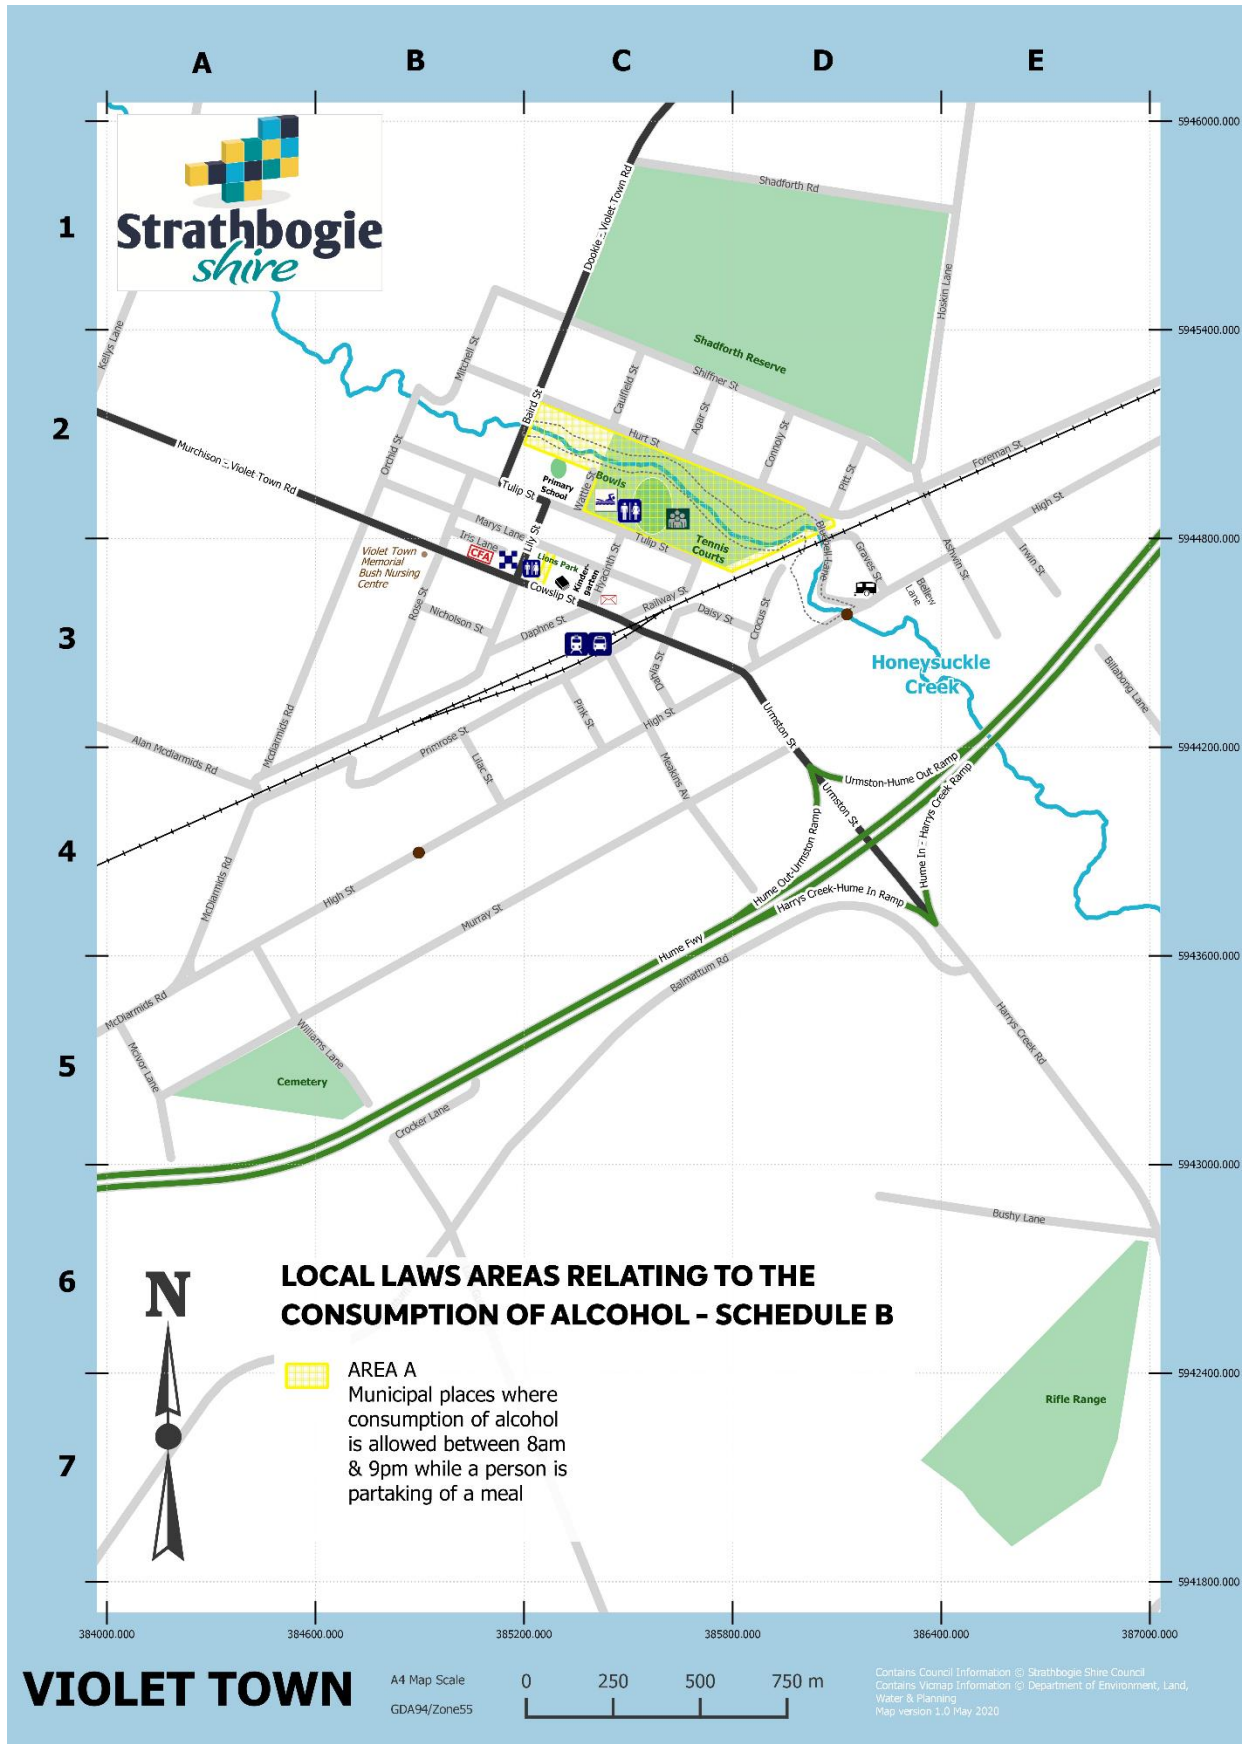 A
B
C
D
E
1
2
3
4
5
6
7
Strathbogie
shire
5946000.000
5945400.000
5944800.000
5944200.000
5943600.000
5943000.000
5942400.000
5941800.000
Shadforth Rd
Dookie - Violet Town Rd
Hoskin Lane
Kellys Lane
Mitchell St
Shadforth Reserve
Shiffner St
Caulfield St
Agar St
Connoly St
Pitt St
Baird St
Hurt St
Foreman St
High St
Orchid St
Murchison - Violet Town Rd
Tulip St
Primary
School
Wattle St
Bowls
Tulip St
Tennis
Courts
Bluebell Lane
Graves St
Ashwin St
Irwin St
Bellew
Lane
Marys Lane
Iris Lane
Lily St
CFA
Lions Park
Kinder-
garten
Hyacinth St
Cowslip St
Violet Town
Memorial
Bush Nursing
Centre
Rose St
Nicholson St
Daphne St
Railway St
Daisy St
Crocus St
Dahlia St
Honeysuckle
Creek
Billabong Lane
Pink St
High St
Urmston St
Mcdiarmids Rd
Alan Mcdiarmids Rd
Primrose St
Lilac St
Meakins Av
Urmston-Hume Out Ramp
Urmston St
Hume In - Harrys Creek Ramp
Hume Out-Urmston Ramp
Harrys Creek-Hume In Ramp
McDiarmids Rd
High St
Murray St
Hume Fwy
Balmattum Rd
McDiarmids Rd
McIvor Lane
Williams Lane
Cemetery
Crocker Lane
Harrys Creek Rd
Bushy Lane
Rifle Range
N
LOCAL LAWS AREAS RELATING TO THE
CONSUMPTION OF ALCOHOL - SCHEDULE B
AREA A
Municipal places where
consumption of alcohol
is allowed between 8am
& 9pm while a person is
partaking of a meal
384000.000
384600.000
385200.000
385800.000
386400.000
387000.000
VIOLET TOWN
A4 Map Scale
GDA94/Zone55
0
250
500
750 m
Contains Council Information © Strathbogie Shire Council
Contains Vicmap Information © Department of Environment, Land,
Water & Planning
Map version 1.0 May 2020